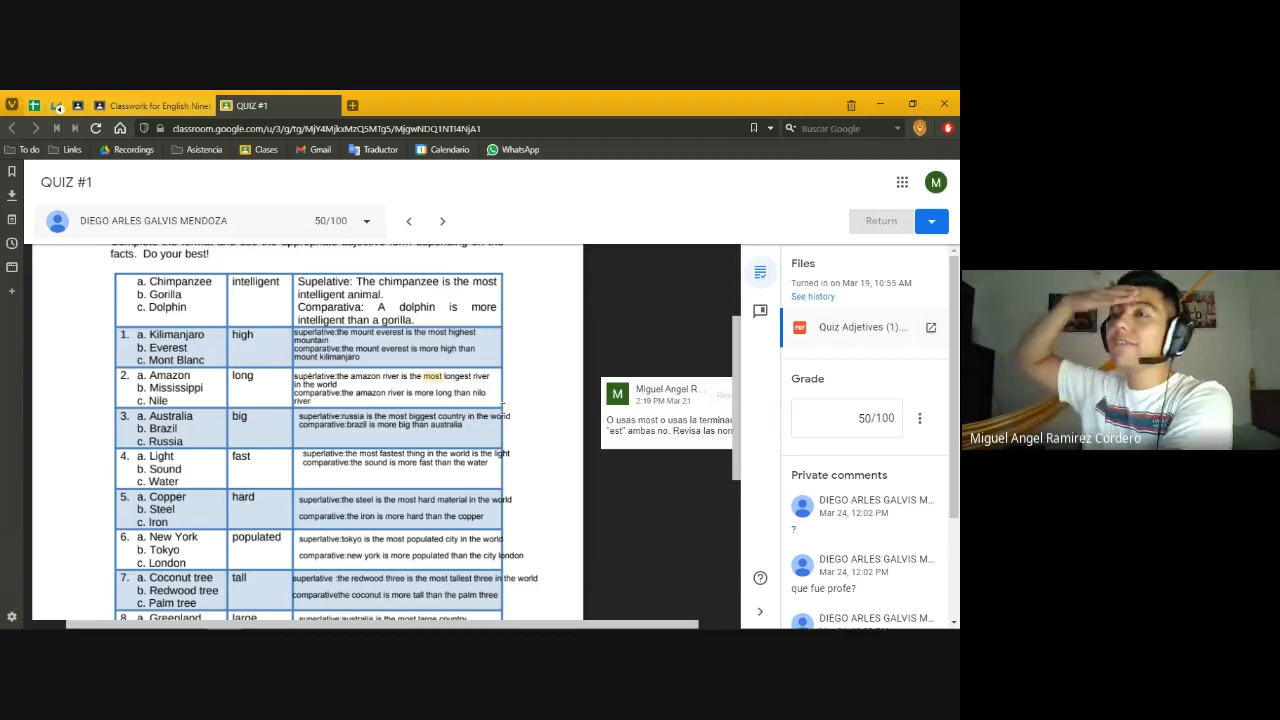 Classwork for English Ninet
QUIZ #1
classroom.google.com/u/3/g/tg/MjY4MjkxMzQ5MTg5/MjgwNDQ1NTI4NjA1
Buscar Google
To do
Links
Recordings
Asistencia
Clases
Gmail
Traductor
Calendario
WhatsApp
QUIZ #1
M
DIEGO ARLES GALVIS MENDOZA
50/100
Return
facts. Do your best!
a. Chimpanzee
b. Gorilla
c. Dolphin
intelligent
Supelative: The chimpanzee is the most
intelligent animal.
Comparativa: A dolphin is more
intelligent than a gorilla.
1. a. Kilimanjaro
b. Everest
c. Mont Blanc
high
superlative:the mount everest is the most highest
mountain
comparative:the mount everest is more high than
mount kilimanjaro
2. a. Amazon
b. Mississippi
c. Nile
long
supérlative:the amazon river is the most longest river
in the world
comparative:the amazon river is more long than nilo
river
3. a. Australia
b. Brazil
c. Russia
big
superlative:russia is the most biggest country in the world
comparative:brazil is more big than australia
4. a. Light
b. Sound
c. Water
fast
superlative:the most fastest thing in the world is the light
comparative:the sound is more fast than the water
5. a. Copper
b. Steel
c. Iron
hard
superlative:the steel is the most hard material in the world
comparative:the iron is more hard than the copper
6. a. New York
b. Tokyo
c. London
populated
superlative:tokyo is the most populated city in the world
comparative:new york is more populated than the city london
7. a. Coconut tree
b. Redwood tree
c. Palm tree
tall
superlative :the redwood three is the most tallest three in the world
comparativethe coconut is more tall than the palm three
8. a. Greenland
large
superlative:australia is the most large country
M
Miguel Angel R...
2:19 PM Mar 21
O usas most o usas la terminac
"est" ambas no. Revisa las non
Files
Turned in on Mar 19, 10:55 AM
See history
PDF
Quiz Adjetives (1)....
Grade
50/100
Private comments
DIEGO ARLES GALVIS M...
Mar 24, 12:02 PM
?
DIEGO ARLES GALVIS M...
Mar 24, 12:02 PM
que fue profe?
DIEGO ARLES GALVIS M...
Miguel Angel Ramirez Cordero